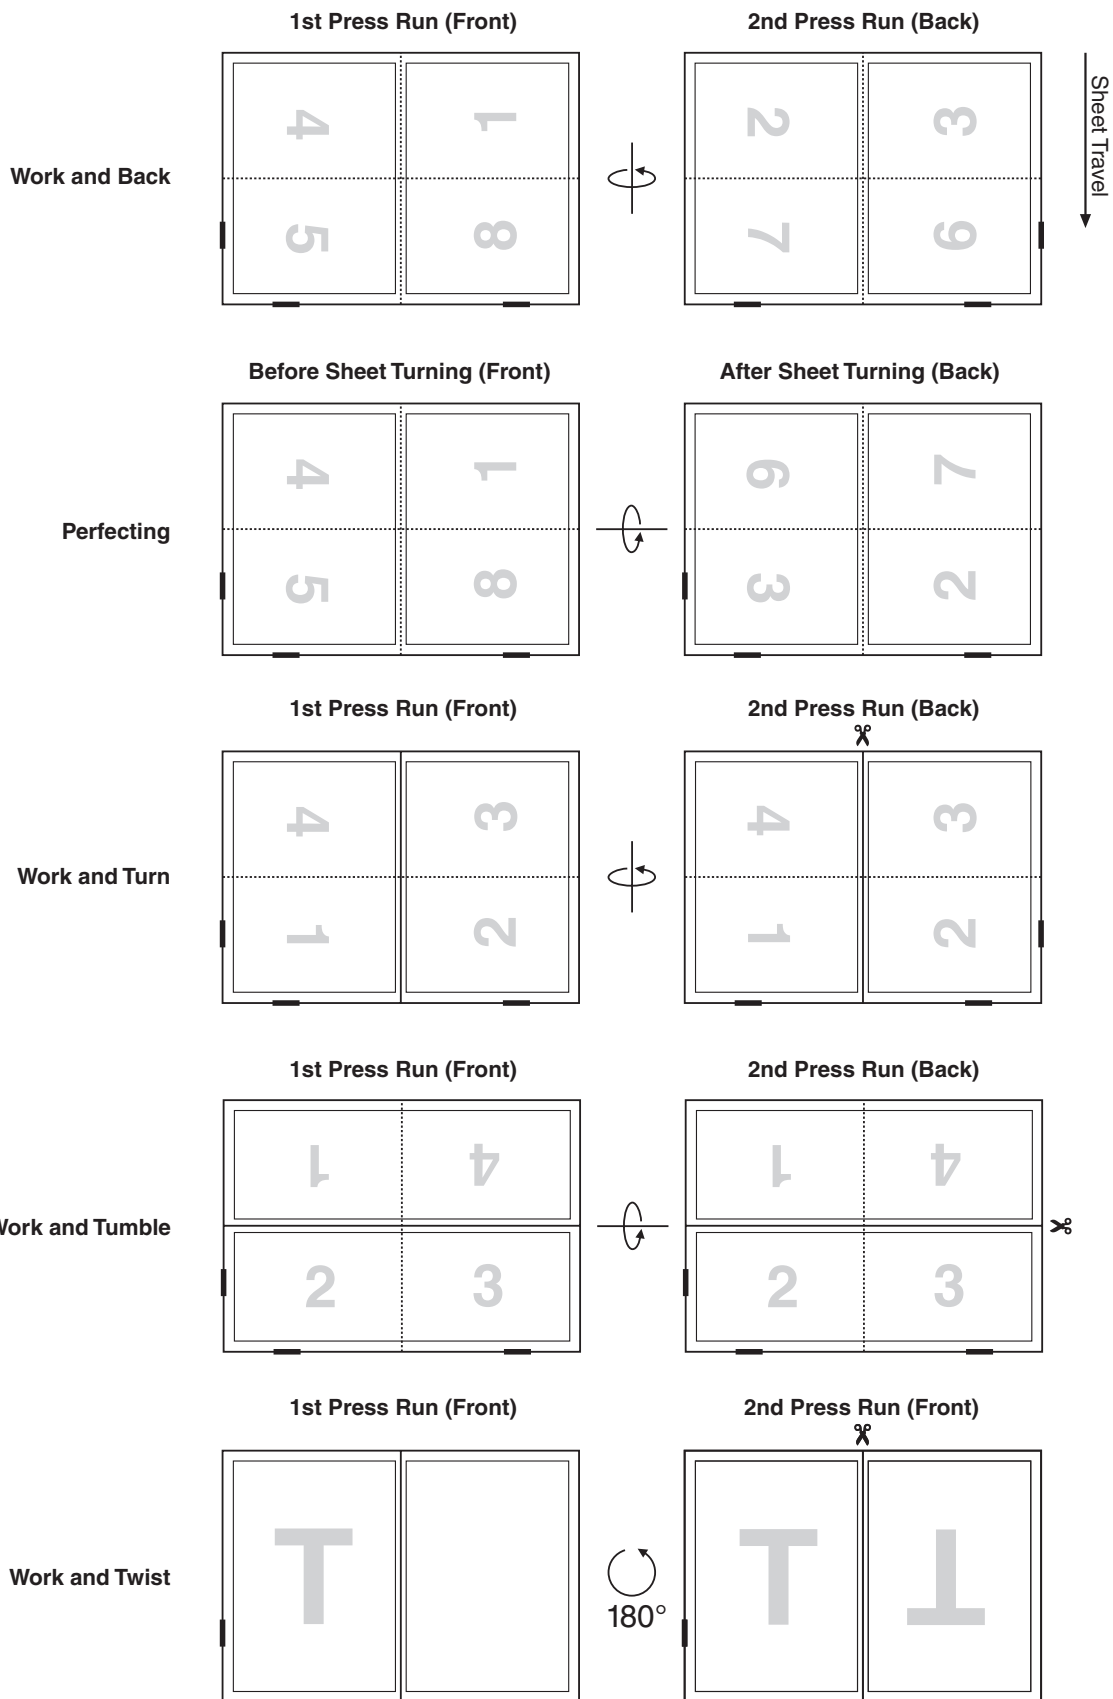 1st Press Run (Front) 2nd Press Run (Back)
Sheet Travel
4 1 2 3
Work and Back
5 8 7 6
Before Sheet Turning (Front) After Sheet Turning (Back)
4 1 6 7
Perfecting
5 8 3 2
1st Press Run (Front) 2nd Press Run (Back)
4 3 4 3
Work and Turn
1 2 1 2
1st Press Run (Front) 2nd Press Run (Back)
1 4 1 4
Work and Tumble
2 3 2 3
1st Press Run (Front) 2nd Press Run (Front)
T T T
Work and Twist
180°